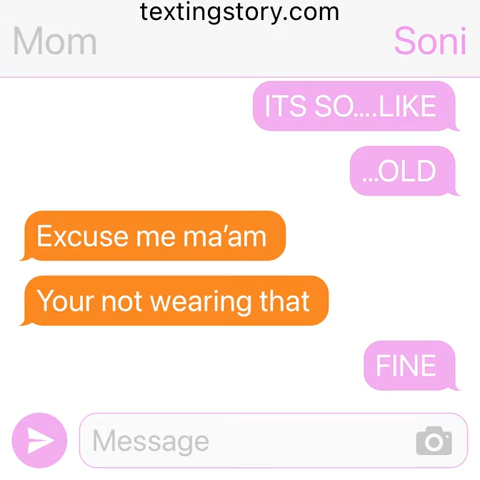 textingstory.com
Mom
Soni
ITS SO....LIKE
...OLD
Excuse me ma'am
Your not wearing that
FINE
Message